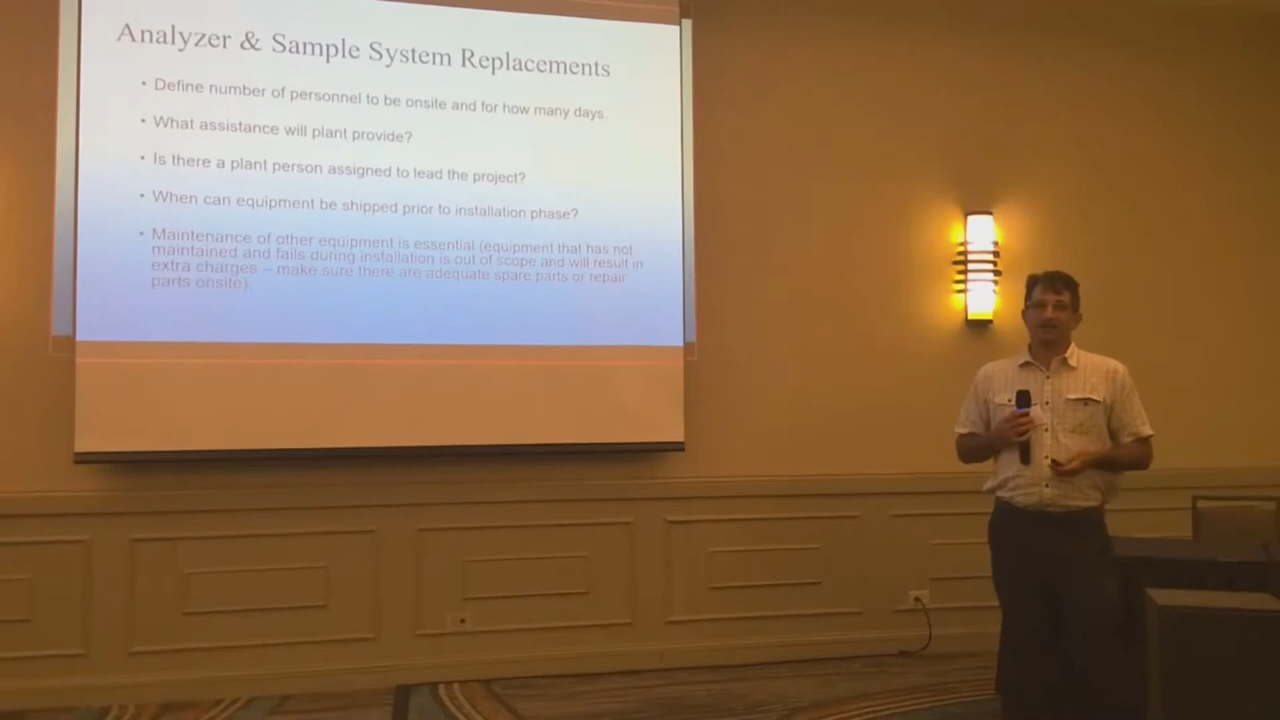 Analyzer & Sample System Replacements
• Define number of personnel to be onsite and for how many days.
• What assistance will plant provide?
• Is there a plant person assigned to lead the project?
• When can equipment be shipped prior to installation phase?
• Maintenance of other equipment is essential (equipment that has not
maintained and fails during installation is out of scope and will result in
extra charges – make sure there are adequate spare parts or repair
parts onsite).